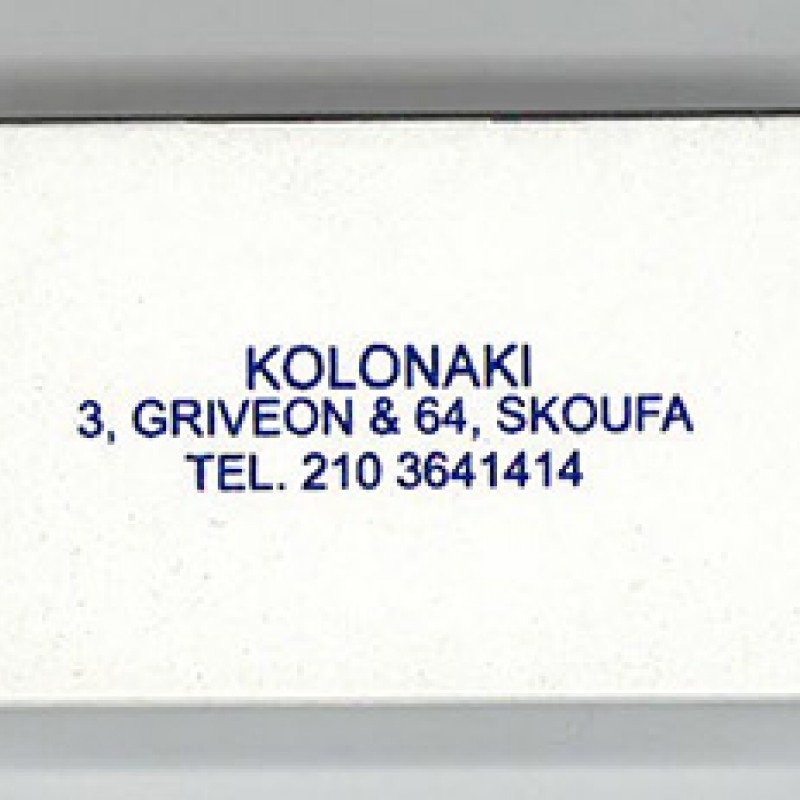 KOLONAKI
3, GRIVEON & 64, SKOUFA
TEL. 210 3641414